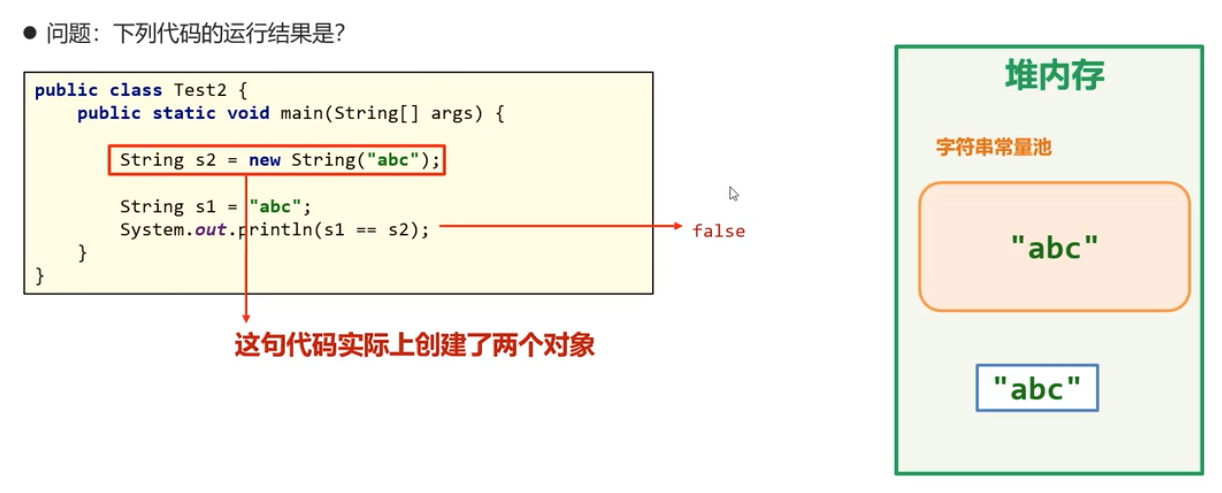 ● 问题：下列代码的运行结果是？
public class Test2 {
    public static void main(String[] args) {
        String s2 = new String("abc");
        String s1 = "abc";
        System.out.println(s1 == s2);
    }
}
false
这句代码实际上创建了两个对象
堆内存
字符串常量池
"abc"
"abc"